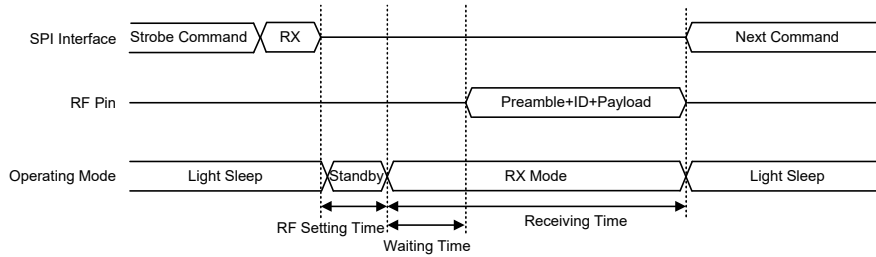 SPI Interface Strobe Command RX Next Command
RF Pin Preamble+ID+Payload
Operating Mode Light Sleep Standby RX Mode Light Sleep
RF Setting Time Receiving Time
Waiting Time